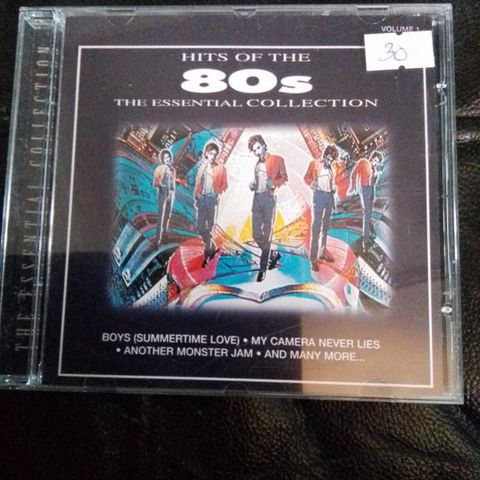 THE ESSENTIAL COLLECTION
VOLUME 1
30
HITS OF THE
80s
THE ESSENTIAL COLLECTION
BOYS (SUMMERTIME LOVE) • MY CAMERA NEVER LIES
• ANOTHER MONSTER JAM • AND MANY MORE...